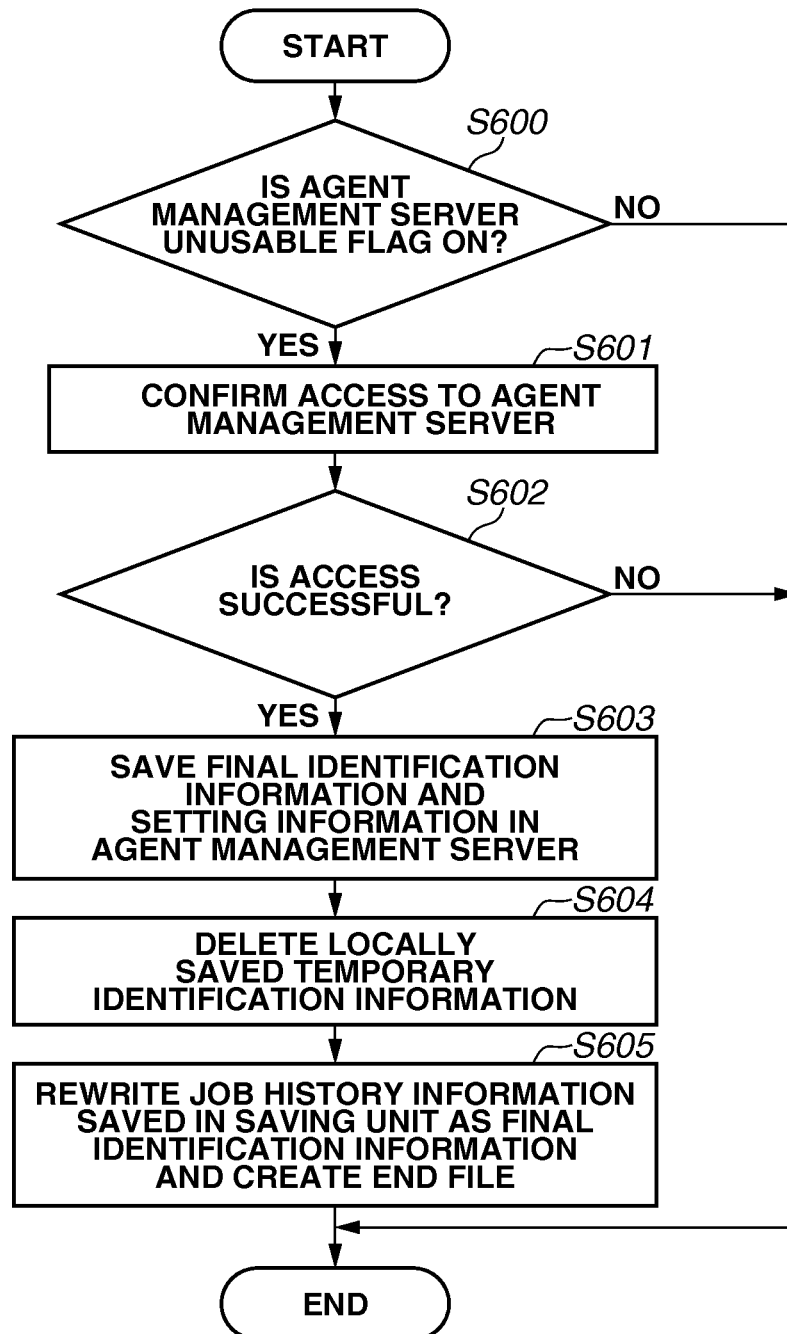 START
S600
IS AGENT
MANAGEMENT SERVER
UNUSABLE FLAG ON?
NO
YES
S601
CONFIRM ACCESS TO AGENT
MANAGEMENT SERVER
S602
IS ACCESS
SUCCESSFUL?
NO
YES
S603
SAVE FINAL IDENTIFICATION
INFORMATION AND
SETTING INFORMATION IN
AGENT MANAGEMENT SERVER
S604
DELETE LOCALLY
SAVED TEMPORARY
IDENTIFICATION INFORMATION
S605
REWRITE JOB HISTORY INFORMATION
SAVED IN SAVING UNIT AS FINAL
IDENTIFICATION INFORMATION
AND CREATE END FILE
END